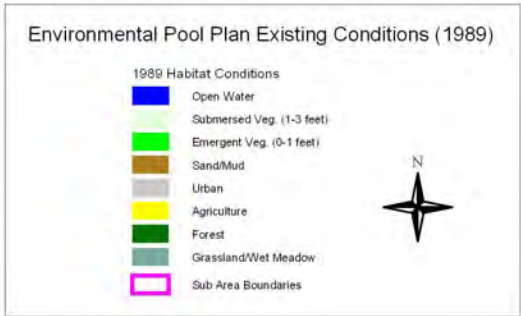 Environmental Pool Plan Existing Conditions (1989)
1989 Habitat Conditions
Open Water
Submersed Veg. (1-3 feet)
Emergent Veg. (0-1 feet)
Sand/Mud
N
Urban
Agriculture
Forest
Grassland/Wet Meadow
Sub Area Boundaries